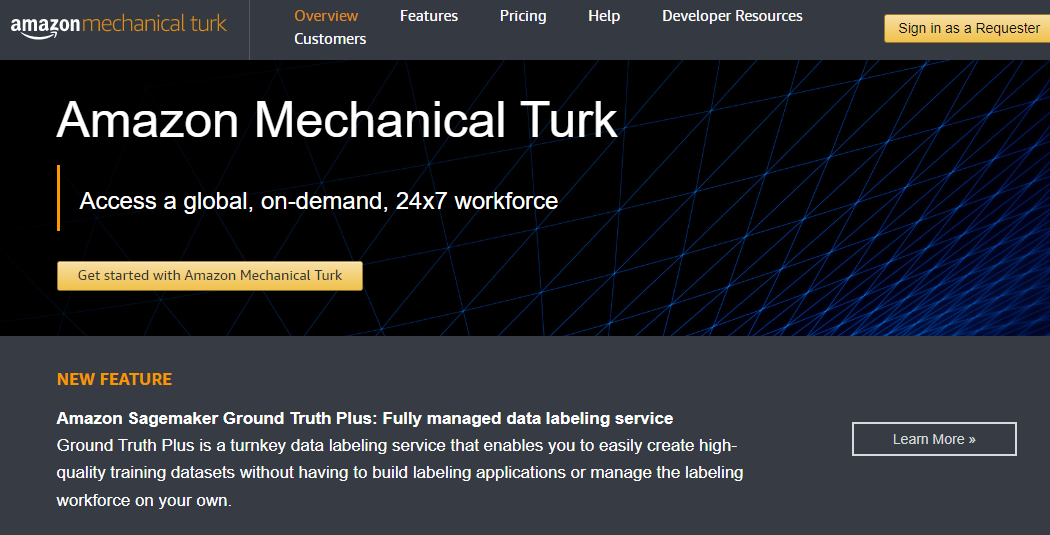 amazon mechanical turk
Overview Features Pricing Help Developer Resources
Customers
Sign in as a Requester
Amazon Mechanical Turk
Access a global, on-demand, 24x7 workforce
Get started with Amazon Mechanical Turk
NEW FEATURE
Amazon Sagemaker Ground Truth Plus: Fully managed data labeling service
Ground Truth Plus is a turnkey data labeling service that enables you to easily create high-
quality training datasets without having to build labeling applications or manage the labeling
workforce on your own.
Learn More »